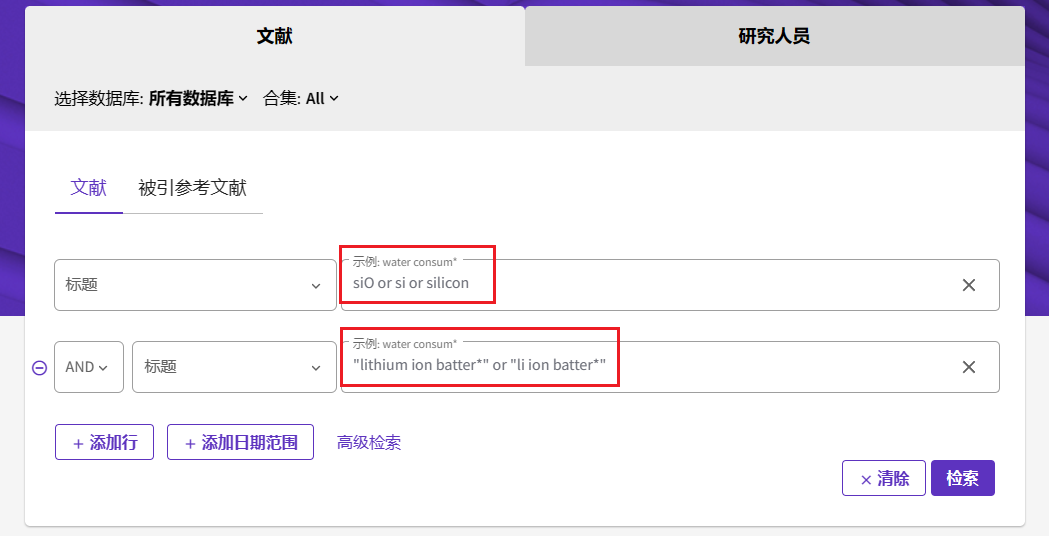 文献 研究人员
选择数据库: 所有数据库 合集: All
文献 被引参考文献
示例: water consum*
标题 siO or si or silicon
示例: water consum*
AND 标题 "lithium ion batter*" or "li ion batter*"
+ 添加行 + 添加日期范围 高级检索
× 清除 检索